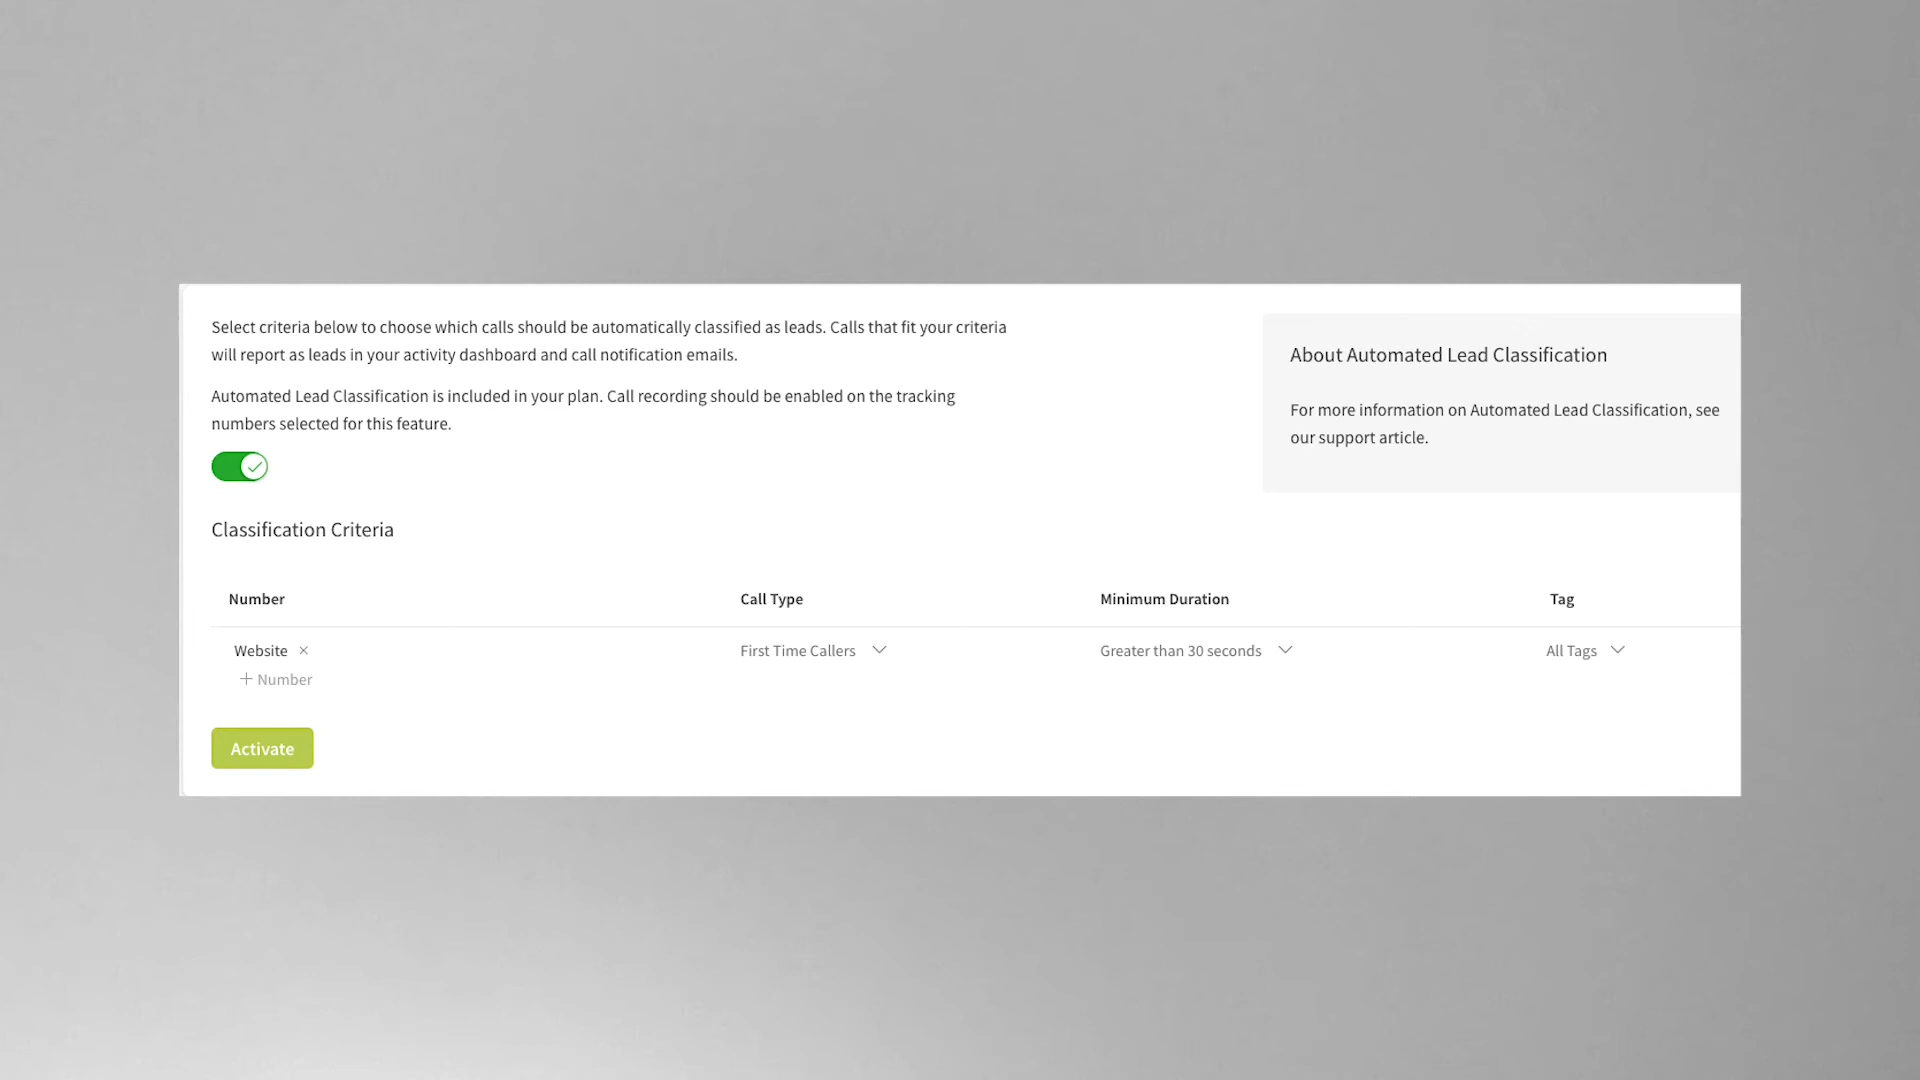 Select criteria below to choose which calls should be automatically classified as leads. Calls that fit your criteria
will report as leads in your activity dashboard and call notification emails.
Automated Lead Classification is included in your plan. Call recording should be enabled on the tracking
numbers selected for this feature.
About Automated Lead Classification
For more information on Automated Lead Classification, see
our support article.
Classification Criteria
Number Call Type Minimum Duration Tag
Website × First Time Callers Greater than 30 seconds All Tags
+ Number
Activate